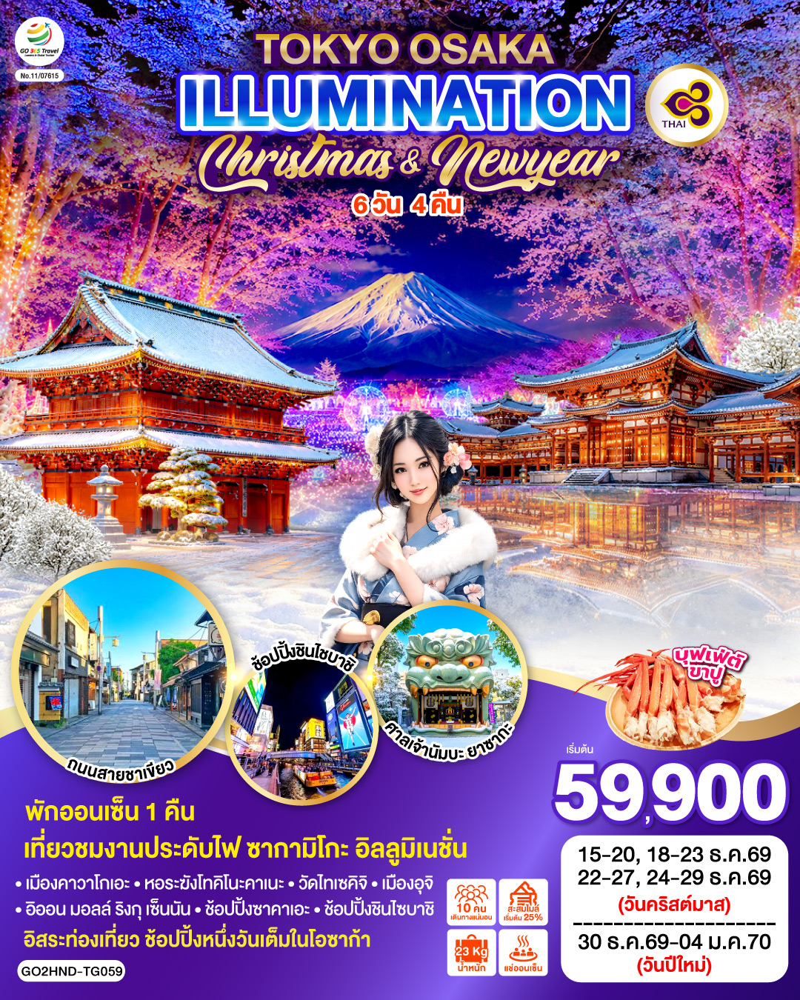 GO 365 Travel
Leaders in Global Tourism
No.11/07615
TOKYO OSAKA
ILLUMINATION
THAI
Christmas & Newyear
6 วัน 4 คืน
ถนนสายชาเขียว
ช้อปปิ้งชินไซบาชิ
ศาลเจ้านัมบะ ยาซากะ
บุฟเฟ่ต์
ขาปู
เริ่มต้น
59,900
พักออนเซ็น 1 คืน
เที่ยวชมงานประดับไฟ ซากามิโกะ อิลลูมิเนชั่น
• เมืองคาวาโกเอะ • หอระฆังโทคิโนะคาเนะ • วัดไทเซคิจิ • เมืองอุจิ
• อิออน มอลล์ ริงกุ เซ็นนัน • ช้อปปิ้งซาคาเอะ • ช้อปปิ้งชินไซบาชิ
อิสระท่องเที่ยว ช้อปปิ้งหนึ่งวันเต็มในโอซาก้า
GO2HND-TG059
10 คน
เดินทางแน่นอน
สะสมไมล์
เริ่มต้น 25%
23 Kg
น้ำหนัก
แช่ออนเซ็น
15-20, 18-23 ธ.ค.69
22-27, 24-29 ธ.ค.69
(วันคริสต์มาส)
30 ธ.ค.69-04 ม.ค.70
(วันปีใหม่)